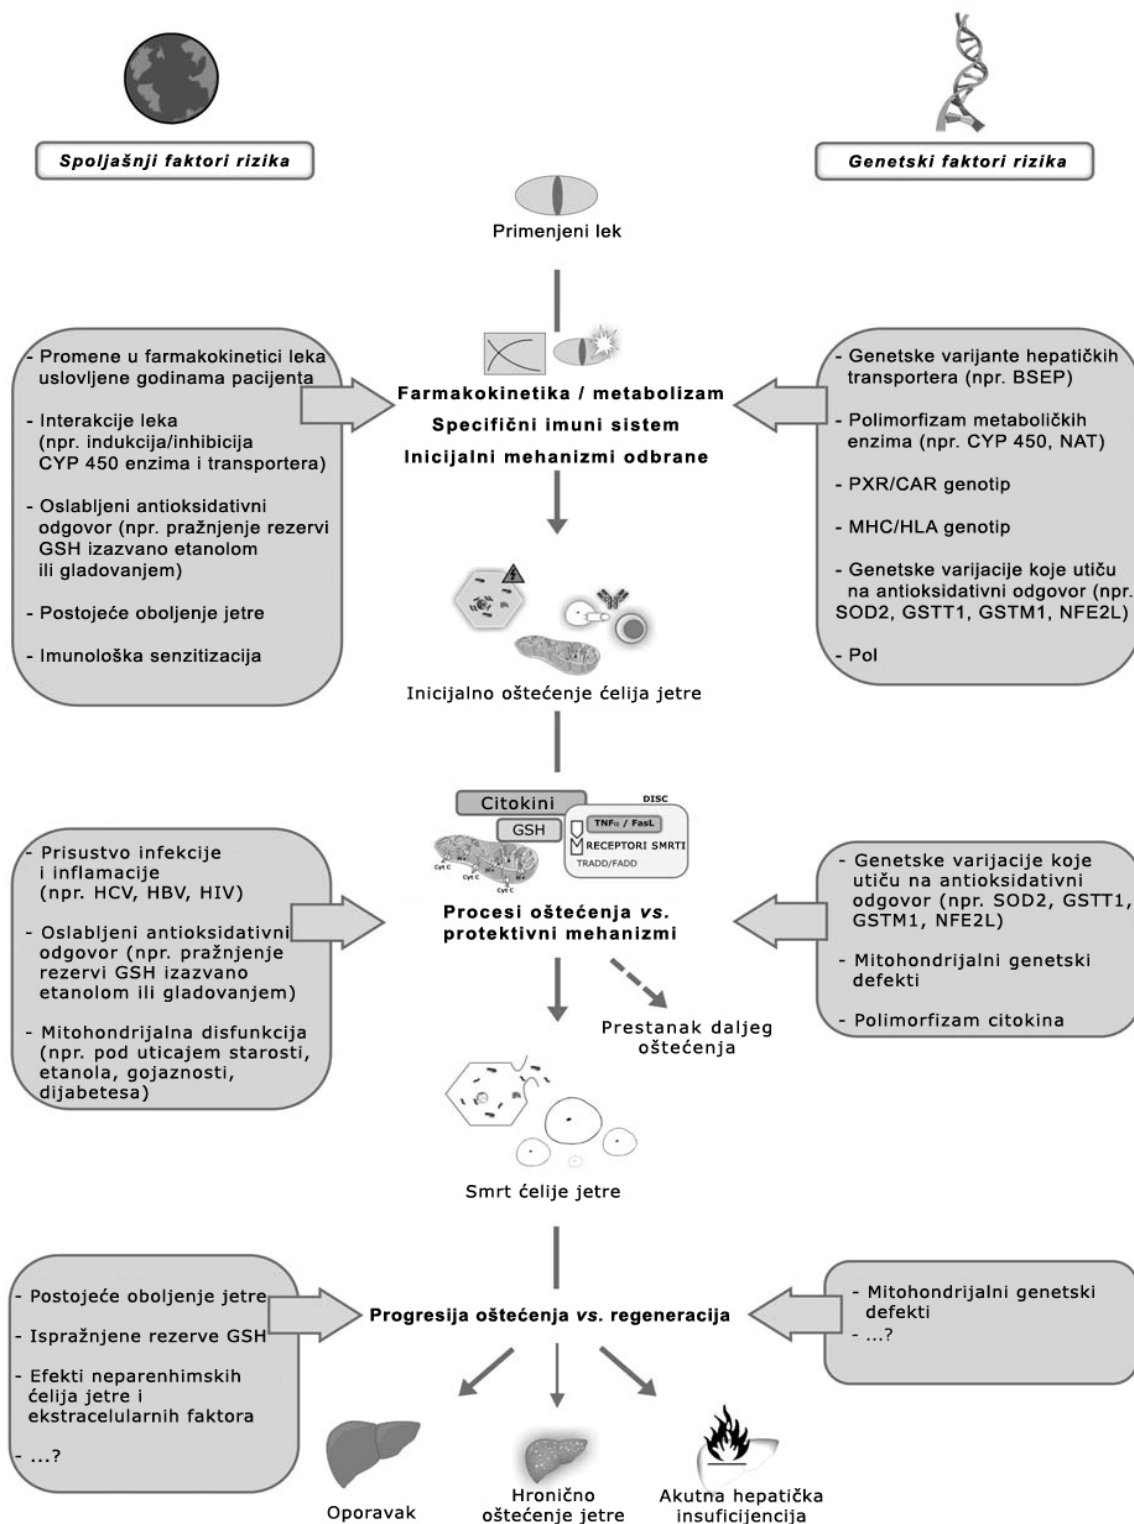 Spoljašnji faktori rizika
Genetski faktori rizika
Primenjeni lek
- Promene u farmakokinetici leka
uslovljene godinama pacijenta
- Interakcije leka
(npr. indukcija/inhibicija
CYP 450 enzima i transportera)
- Oslabljeni antioksidativni
odgovor (npr. pražnjenje rezervi
GSH izazvano etanolom
ili gladovanjem)
- Postojeće oboljenje jetre
- Imunološka senzitizacija
Farmakokinetika / metabolizam
Specifični imuni sistem
Inicijalni mehanizmi odbrane
- Genetske varijante hepatičkih
transportera (npr. BSEP)
- Polimorfizam metaboličkih
enzima (npr. CYP 450, NAT)
- PXR/CAR genotip
- MHC/HLA genotip
- Genetske varijacije koje utiču
na antioksidativni odgovor (npr.
SOD2, GSTT1, GSTM1, NFE2L)
- Pol
Inicijalno oštećenje ćelija jetre
Citokini
DISC
GSH
TNFα / FasL
RECEPTORI SMRTI
TRADD/FADD
Cyt C
Cyt C
Cyt C
- Prisustvo infekcije
i inflamacije
(npr. HCV, HBV, HIV)
- Oslabljeni antioksidativni
odgovor (npr. pražnjenje
rezervi GSH izazvano
etanolom ili gladovanjem)
- Mitohondrijalna disfunkcija
(npr. pod uticajem starosti,
etanola, gojaznosti,
dijabetesa)
Procesi oštećenja vs.
protektivni mehanizmi
- Genetske varijacije koje
utiču na antioksidativni
odgovor (npr. SOD2, GSTT1,
GSTM1, NFE2L)
- Mitohondrijalni genetski
defekti
- Polimorfizam citokina
Prestanak daljeg
oštećenja
Smrt ćelije jetre
- Postojeće oboljenje jetre
- Ispražnjene rezerve GSH
- Efekti neparenhimskih
ćelija jetre i
ekstracelularnih faktora
- ...?
Progresija oštećenja vs. regeneracija
- Mitohondrijalni genetski
defekti
- ...?
Oporavak
Hronično
oštećenje jetre
Akutna hepatička
insuficijencija